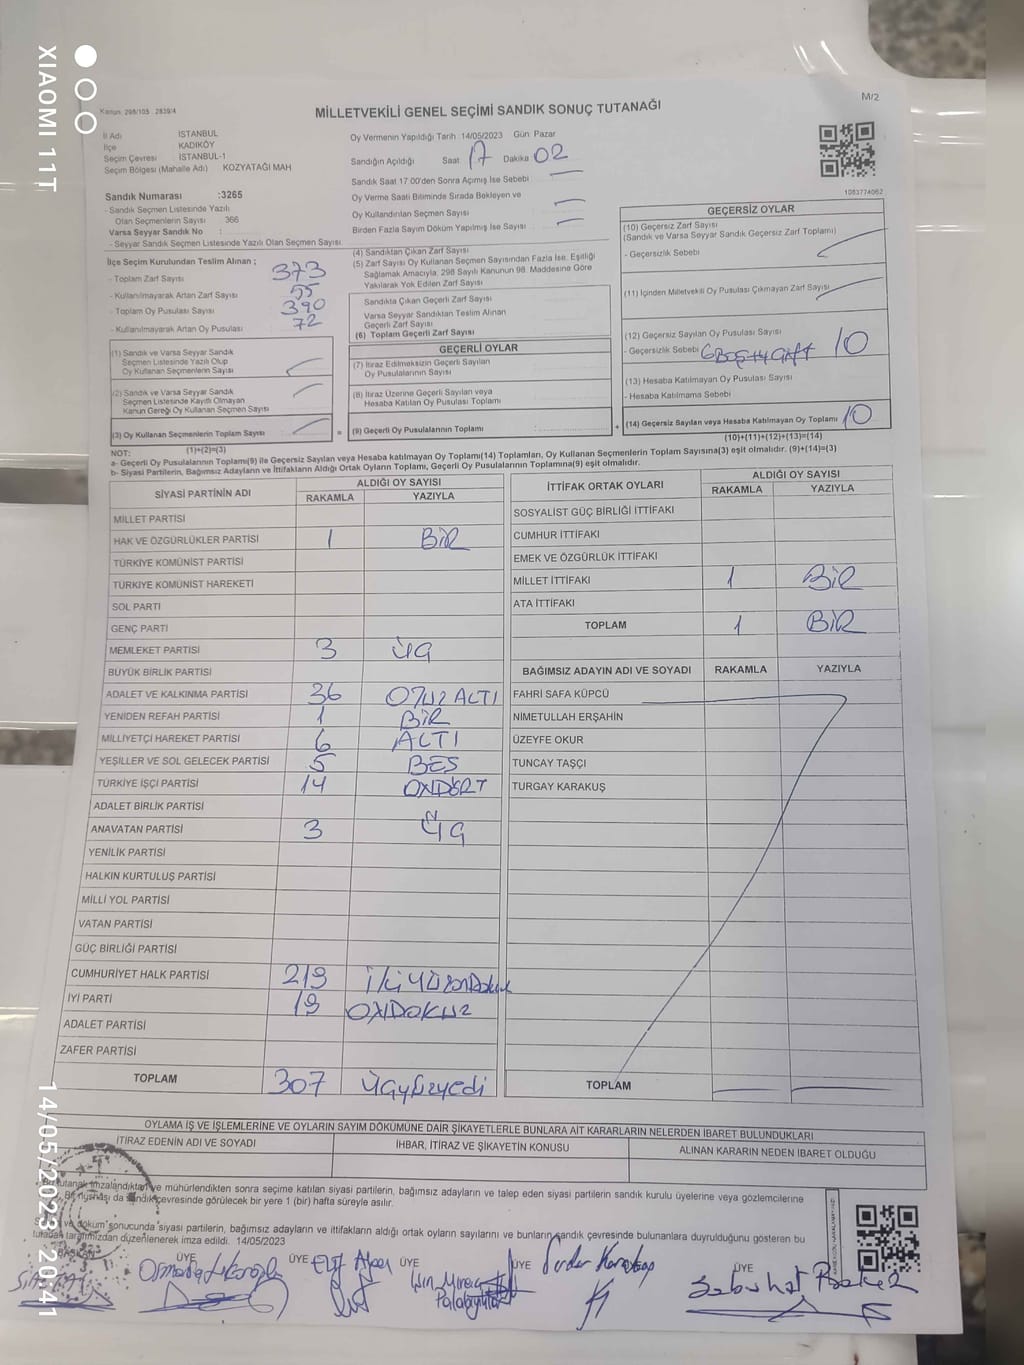 XIAOMI 11T
14/05/2023 20:41
Kanun. 298/105 2839/4
M/2
MİLLETVEKİLİ GENEL SEÇİMİ SANDIK SONUÇ TUTANAĞI
İl Adı İSTANBUL
İlçe KADIKÖY
Seçim Çevresi İSTANBUL-1
Seçim Bölgesi (Mahalle Adı) KOZYATAĞI MAH
Sandık Numarası :3265
- Sandık Seçmen Listesinde Yazılı
Olan Seçmenlerin Sayısı : 366
Varsa Seyyar Sandık No :
- Seyyar Sandık Seçmen Listesinde Yazılı Olan Seçmen Sayısı
İlçe Seçim Kurulundan Teslim Alınan ;
- Toplam Zarf Sayısı 373
- Kullanılmayarak Artan Zarf Sayısı 55
- Toplam Oy Pusulası Sayısı 390
- Kullanılmayarak Artan Oy Pusulası 72
Oy Vermenin Yapıldığı Tarih 14/05/2023 Gün Pazar
Sandığın Açıldığı Saat 17 Dakika 02
Sandık Saat 17:00'den Sonra Açımış İse Sebebi
Oy Verme Saati Bitiminde Sırada Bekleyen ve
Oy Kullandırılan Seçmen Sayısı
Birden Fazla Sayım Döküm Yapılmış İse Sayısı
(4) Sandıktan Çıkan Zarf Sayısı
(5) Zarf Sayısı Oy Kullanan Seçmen Sayısından Fazla İse, Eşitliği
Sağlamak Amacıyla, 298 Sayılı Kanunun 98. Maddesine Göre
Yakılarak Yok Edilen Zarf Sayısı
Sandıkta Çıkan Geçerli Zarf Sayısı
Varsa Seyyar Sandıktan Teslim Alınan
Geçerli Zarf Sayısı
(6) Toplam Geçerli Zarf Sayısı
1083774062
GEÇERSİZ OYLAR
(10) Geçersiz Zarf Sayısı
(Sandık ve Varsa Seyyar Sandık Geçersiz Zarf Toplamı)
- Geçersizlik Sebebi
(11) İçinden Milletvekili Oy Pusulası Çıkmayan Zarf Sayısı
(12) Geçersiz Sayılan Oy Pusulası Sayısı
- Geçersizlik Sebebi 6 BOŞ + 4 ÇİFT 10
(13) Hesaba Katılmayan Oy Pusulası Sayısı
- Hesaba Katılmama Sebebi
(14) Geçersiz Sayılan veya Hesaba Katılmayan Oy Toplamı 10
(10)+(11)+(12)+(13)=(14)
(1) Sandık ve Varsa Seyyar Sandık
Seçmen Listesinde Yazılı Olup
Oy Kullanan Seçmenlerin Sayısı
(2) Sandık ve Varsa Seyyar Sandık
Seçmen Listesinde Kayıtlı Olmayan
Kanun Gereği Oy Kullanan Seçmen Sayısı
(3) Oy Kullanan Seçmenlerin Toplam Sayısı =
(1)+(2)=(3)
GEÇERLİ OYLAR
(7) İtiraz Edilmeksizin Geçerli Sayılan
Oy Pusulalarının Sayısı
(8) İtiraz Üzerine Geçerli Sayılan veya
Hesaba Katılan Oy Pusulası Toplamı
(9) Geçerli Oy Pusulalarının Toplamı +
NOT:
a- Geçerli Oy Pusulalarının Toplamı(9) ile Geçersiz Sayılan veya Hesaba katılmayan Oy Toplamı(14) Toplamları, Oy Kullanan Seçmenlerin Toplam Sayısına(3) eşit olmalıdır. (9)+(14)=(3)
b- Siyasi Partilerin, Bağımsız Adayların ve İttifakların Aldığı Ortak Oyların Toplamı, Geçerli Oy Pusulalarının Toplamına(9) eşit olmalıdır.
SİYASİ PARTİNİN ADI ALDIĞI OY SAYISI
RAKAMLA YAZIYLA
MİLLET PARTİSİ
HAK VE ÖZGÜRLÜKLER PARTİSİ 1 BİR
TÜRKİYE KOMÜNİST PARTİSİ
TÜRKİYE KOMÜNİST HAREKETİ
SOL PARTİ
GENÇ PARTİ
MEMLEKET PARTİSİ 3 ÜÇ
BÜYÜK BİRLİK PARTİSİ
ADALET VE KALKINMA PARTİSİ 36 OTUZ ALTI
YENİDEN REFAH PARTİSİ 1 BİR
MİLLİYETÇİ HAREKET PARTİSİ 6 ALTI
YEŞİLLER VE SOL GELECEK PARTİSİ 5 BEŞ
TÜRKİYE İŞÇİ PARTİSİ 14 ONDÖRT
ADALET BİRLİK PARTİSİ
ANAVATAN PARTİSİ 3 ÜÇ
YENİLİK PARTİSİ
HALKIN KURTULUŞ PARTİSİ
MİLLİ YOL PARTİSİ
VATAN PARTİSİ
GÜÇ BİRLİĞİ PARTİSİ
CUMHURİYET HALK PARTİSİ 219 İKİYÜZONDOKUZ
İYİ PARTİ 19 ONDOKUZ
ADALET PARTİSİ
ZAFER PARTİSİ
TOPLAM 307 ÜÇYÜZYEDİ
İTTİFAK ORTAK OYLARI ALDIĞI OY SAYISI
RAKAMLA YAZIYLA
SOSYALİST GÜÇ BİRLİĞİ İTTİFAKI
CUMHUR İTTİFAKI
EMEK VE ÖZGÜRLÜK İTTİFAKI
MİLLET İTTİFAKI 1 BİR
ATA İTTİFAKI
TOPLAM 1 BİR
BAĞIMSIZ ADAYIN ADI VE SOYADI RAKAMLA YAZIYLA
FAHRİ SAFA KÜPCÜ
NİMETULLAH ERŞAHİN
ÜZEYFE OKUR
TUNCAY TAŞÇI
TURGAY KARAKUŞ
TOPLAM
OYLAMA İŞ VE İŞLEMLERİNE VE OYLARIN SAYIM DÖKÜMÜNE DAİR ŞİKAYETLERLE BUNLARA AİT KARARLARIN NELERDEN İBARET BULUNDUKLARI
İTİRAZ EDENİN ADI VE SOYADI İHBAR, İTİRAZ VE ŞİKAYETİN KONUSU ALINAN KARARIN NEDEN İBARET OLDUĞU
Bu tutanak imzalandıktan ve mühürlendikten sonra seçime katılan siyasi partilerin, bağımsız adayların ve talep eden siyasi partilerin sandık kurulu üyelerine veya gözlemcilerine
Bir nüshası da sandık çevresinde görülecek bir yere 1 (bir) hafta süreyle asılır.
ve döküm sonucunda siyasi partilerin, bağımsız adayların ve ittifakların aldığı ortak oyların sayılarını ve bunların sandık çevresinde bulunanlara duyrulduğunu gösteren bu
tutanak tarafımızdan düzenlenerek imza edildi. 14/05/2023
BAŞKAN ÜYE ÜYE ÜYE ÜYE ÜYE
Elif Serdar Sabahat